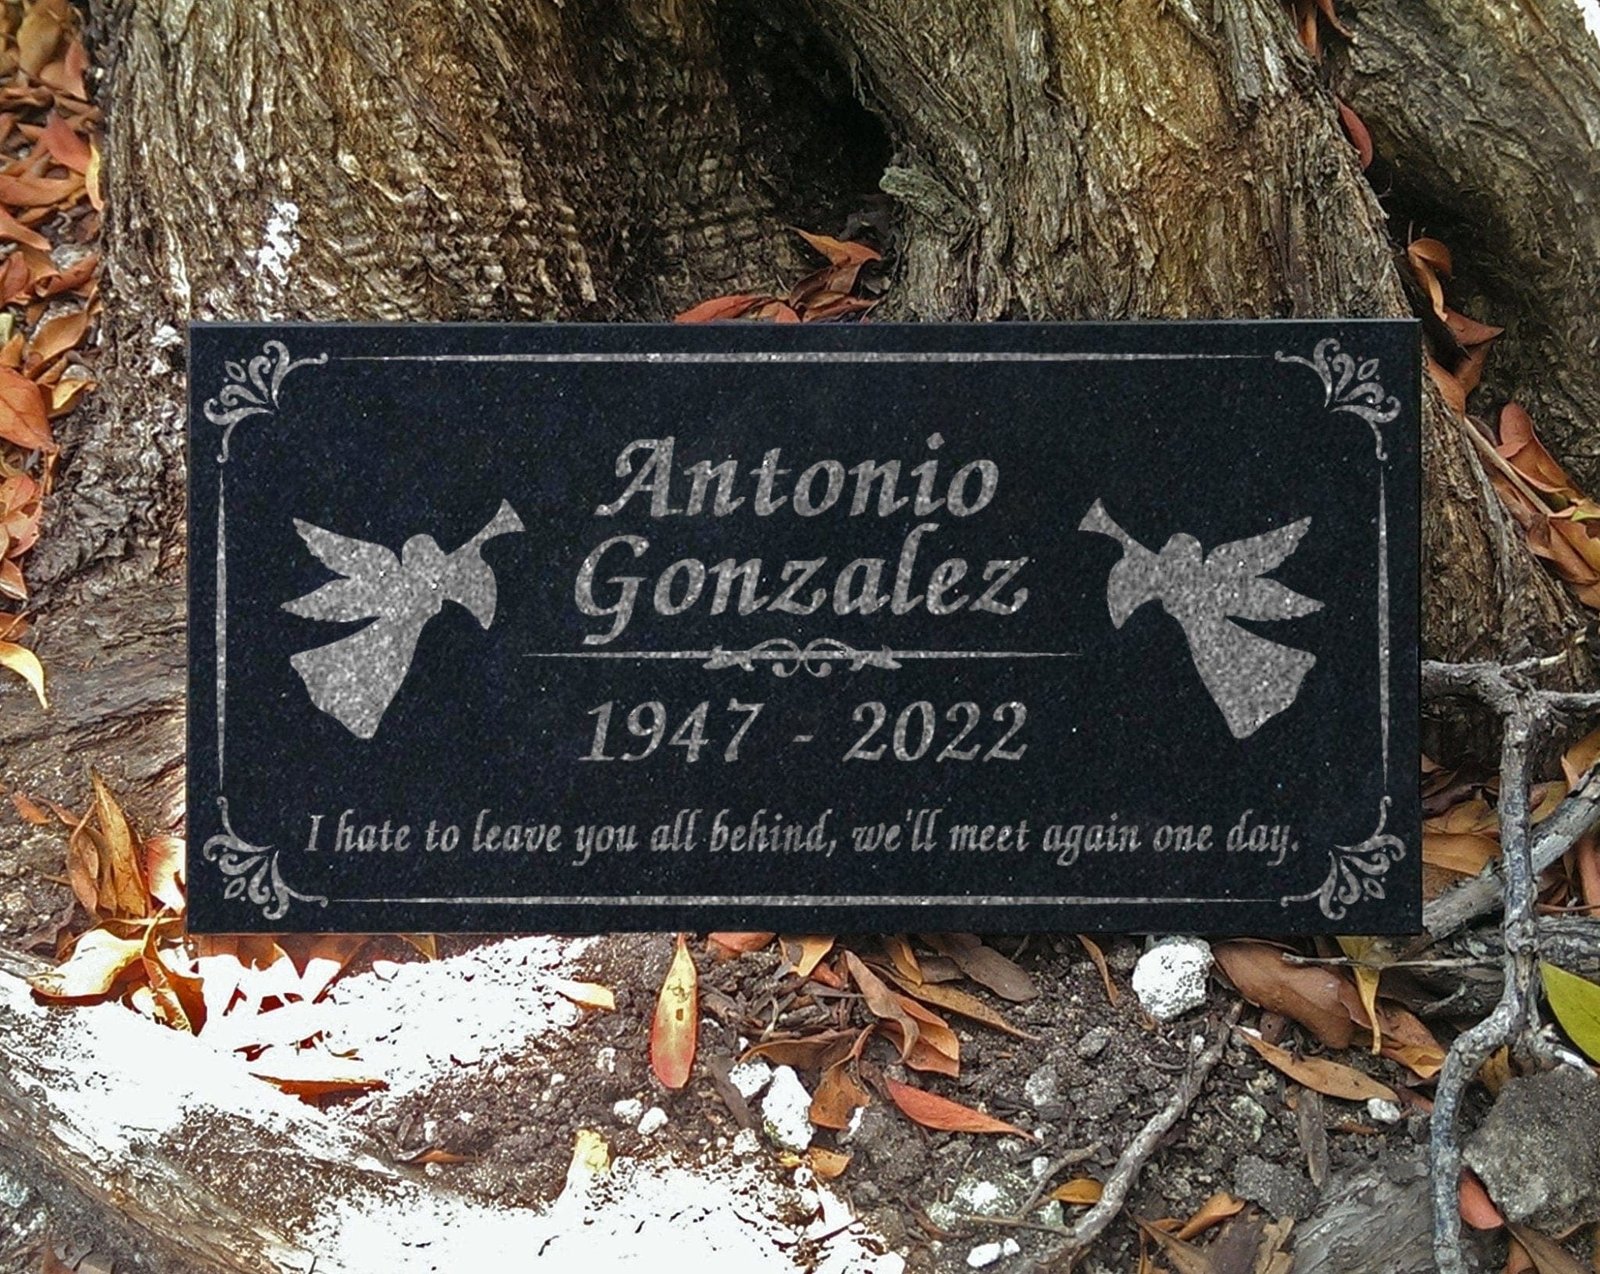 Antonio
Gonzalez
1947 - 2022
I hate to leave you all behind, we'll meet again one day.